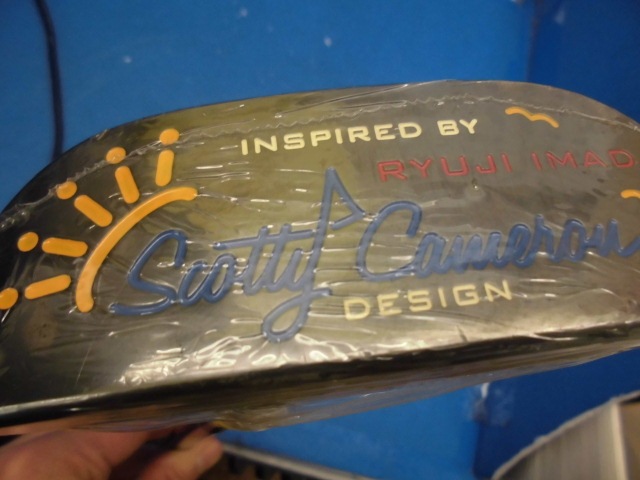 INSPIRED BY
RYUJI IMAD
Scotty Cameron
DESIGN